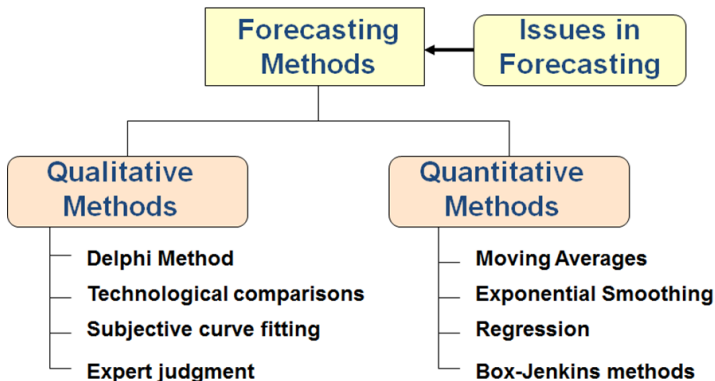 Forecasting
Methods
Issues in
Forecasting
Qualitative
Methods
Delphi Method
Technological comparisons
Subjective curve fitting
Expert judgment
Quantitative
Methods
Moving Averages
Exponential Smoothing
Regression
Box-Jenkins methods